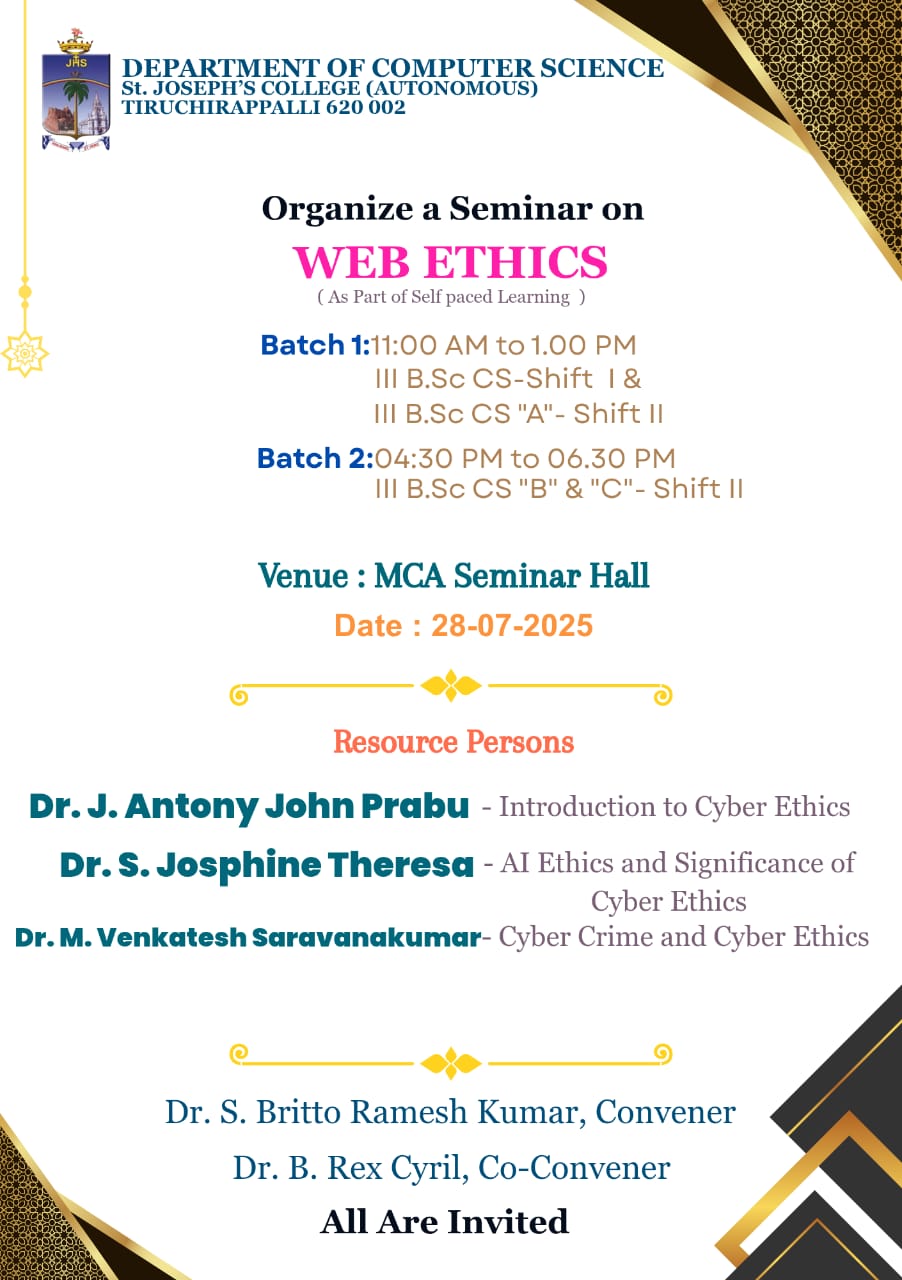 JHS
DEPARTMENT OF COMPUTER SCIENCE
St. JOSEPH'S COLLEGE (AUTONOMOUS)
TIRUCHIRAPPALLI 620 002
Organize a Seminar on
WEB ETHICS
( As Part of Self paced Learning )
Batch 1:11:00 AM to 1.00 PM
III B.Sc CS-Shift I &
III B.Sc CS "A"- Shift II
Batch 2:04:30 PM to 06.30 PM
III B.Sc CS "B" & "C"- Shift II
Venue : MCA Seminar Hall
Date : 28-07-2025
Resource Persons
Dr. J. Antony John Prabu - Introduction to Cyber Ethics
Dr. S. Josphine Theresa - AI Ethics and Significance of
Cyber Ethics
Dr. M. Venkatesh Saravanakumar- Cyber Crime and Cyber Ethics
Dr. S. Britto Ramesh Kumar, Convener
Dr. B. Rex Cyril, Co-Convener
All Are Invited